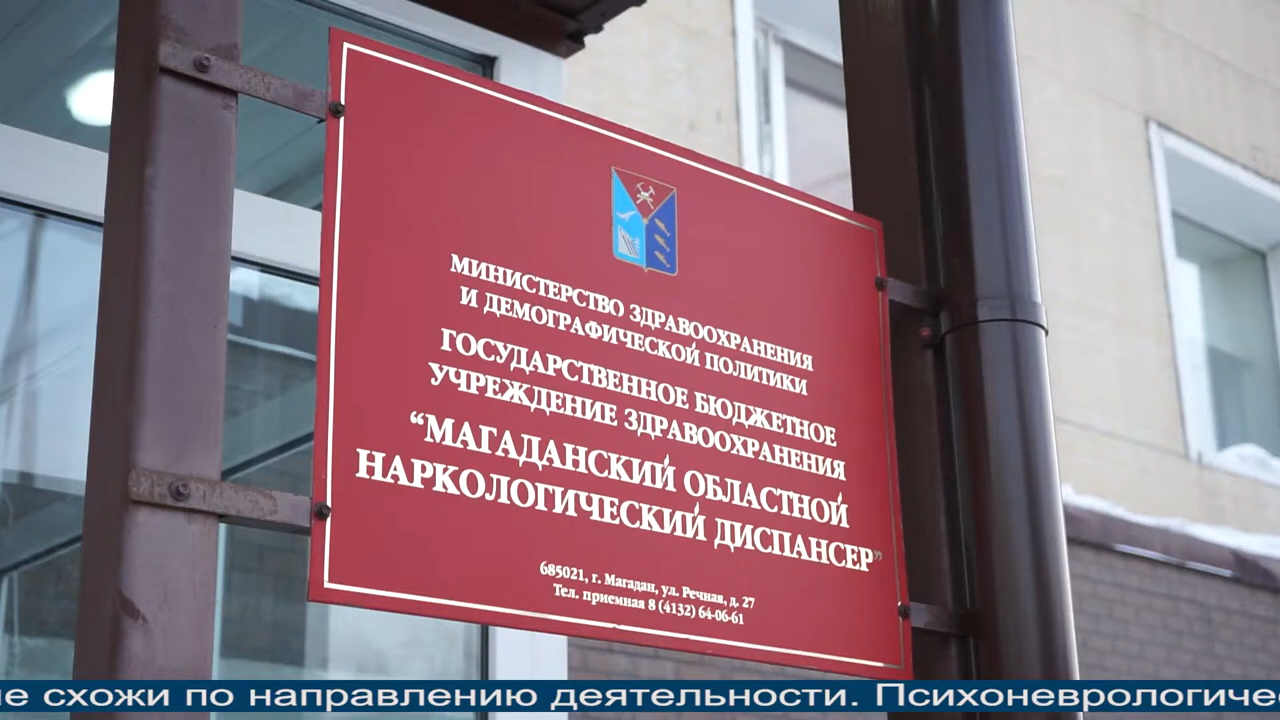 МИНИСТЕРСТВО ЗДРАВООХРАНЕНИЯ
И ДЕМОГРАФИЧЕСКОЙ ПОЛИТИКИ
ГОСУДАРСТВЕННОЕ БЮДЖЕТНОЕ
УЧРЕЖДЕНИЕ ЗДРАВООХРАНЕНИЯ
“МАГАДАНСКИЙ ОБЛАСТНОЙ
НАРКОЛОГИЧЕСКИЙ ДИСПАНСЕР”
685021, г. Магадан, ул. Речная, д. 27
Тел. приемная 8 (4132) 64-06-61
е схожи по направлению деятельности. Психоневрологиче